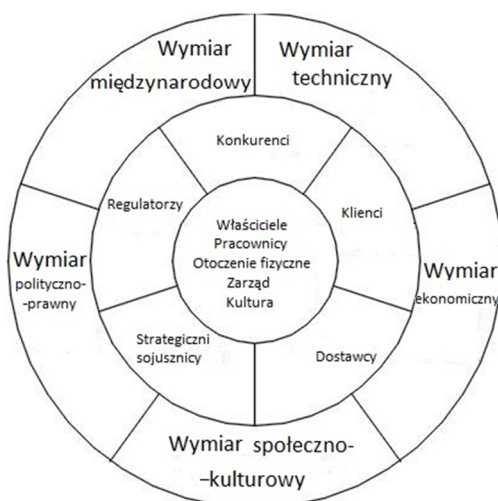 Wymiar
międzynarodowy
Wymiar
techniczny
Konkurenci
Regulatorzy
Klienci
Właściciele
Pracownicy
Otoczenie fizyczne
Zarząd
Kultura
Wymiar
polityczno-
-prawny
Wymiar
ekonomiczny
Strategiczni
sojusznicy
Dostawcy
Wymiar społeczno-
-kulturowy